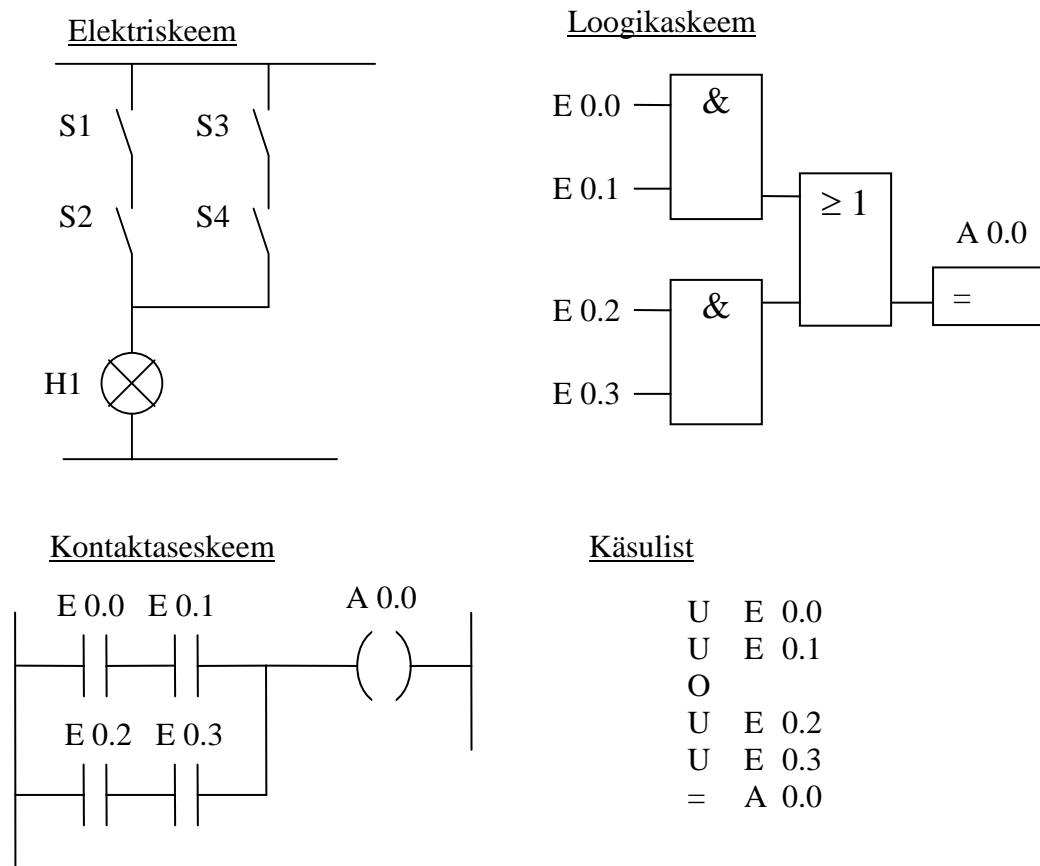 Elektriskeem
S1 S3
S2 S4
H1
Loogikaskeem
E 0.0 &
E 0.1
≥ 1
A 0.0
E 0.2 &
=
E 0.3
Kontaktaseskeem
E 0.0 E 0.1 A 0.0
E 0.2 E 0.3
Käsulist
U E 0.0
U E 0.1
O
U E 0.2
U E 0.3
= A 0.0